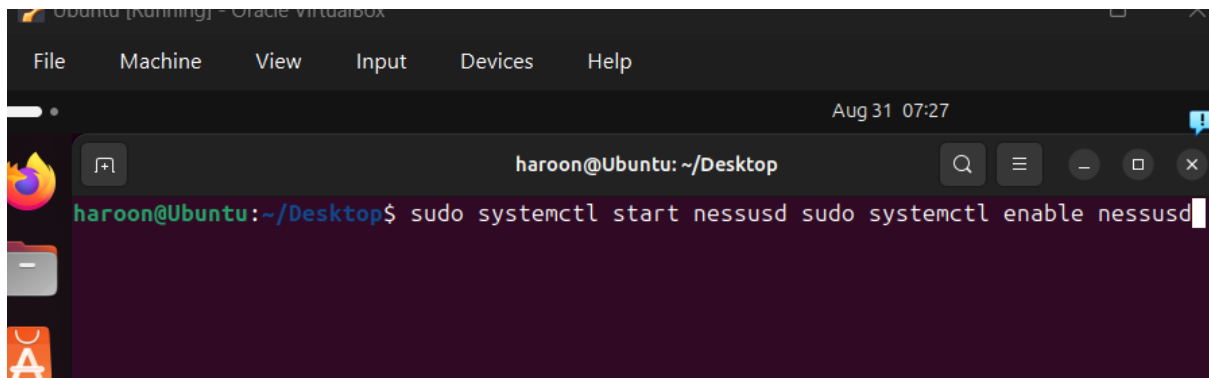 Ubuntu [Running] - Oracle VirtualBox
File Machine View Input Devices Help
Aug 31 07:27
haroon@Ubuntu: ~/Desktop
haroon@Ubuntu:~/Desktop$ sudo systemctl start nessusd sudo systemctl enable nessusd